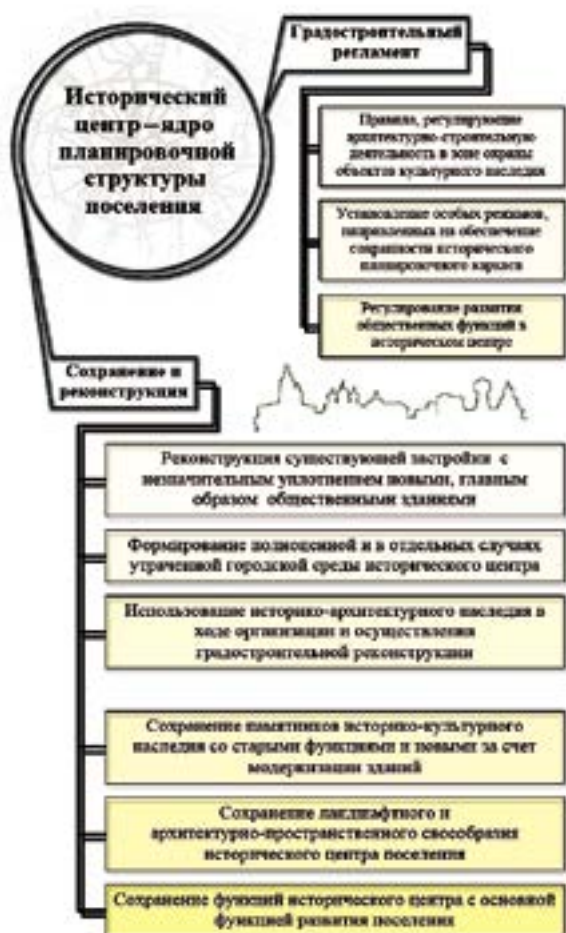 Градостроительный
регламент
Исторический
центр–ядро
планировочной
структуры
поселения
Правила, регулирующие
архитектурно-строительную
деятельность в зоне охраны
объектов культурного наследия
Установление особых режимов,
направленных на обеспечение
сохранности исторического
планировочного каркаса
Регулирование развития
общественных функций в
историческом центре
Сохранение и
реконструкция
Реконструкция существующей застройки с
незначительным уплотнением новыми, главным
образом общественными зданиями
Формирование полноценной и в отдельных случаях
утраченной городской среды исторического центра
Использование историко-архитектурного наследия в
ходе организации и осуществления
градостроительной реконструкции
Сохранение памятников историко-культурного
наследия со старыми функциями и новыми за счет
модернизации зданий
Сохранение ландшафтного и
архитектурно-пространственного своеобразия
исторического центра поселения
Сохранение функций исторического центра с основной
функцией развития поселения